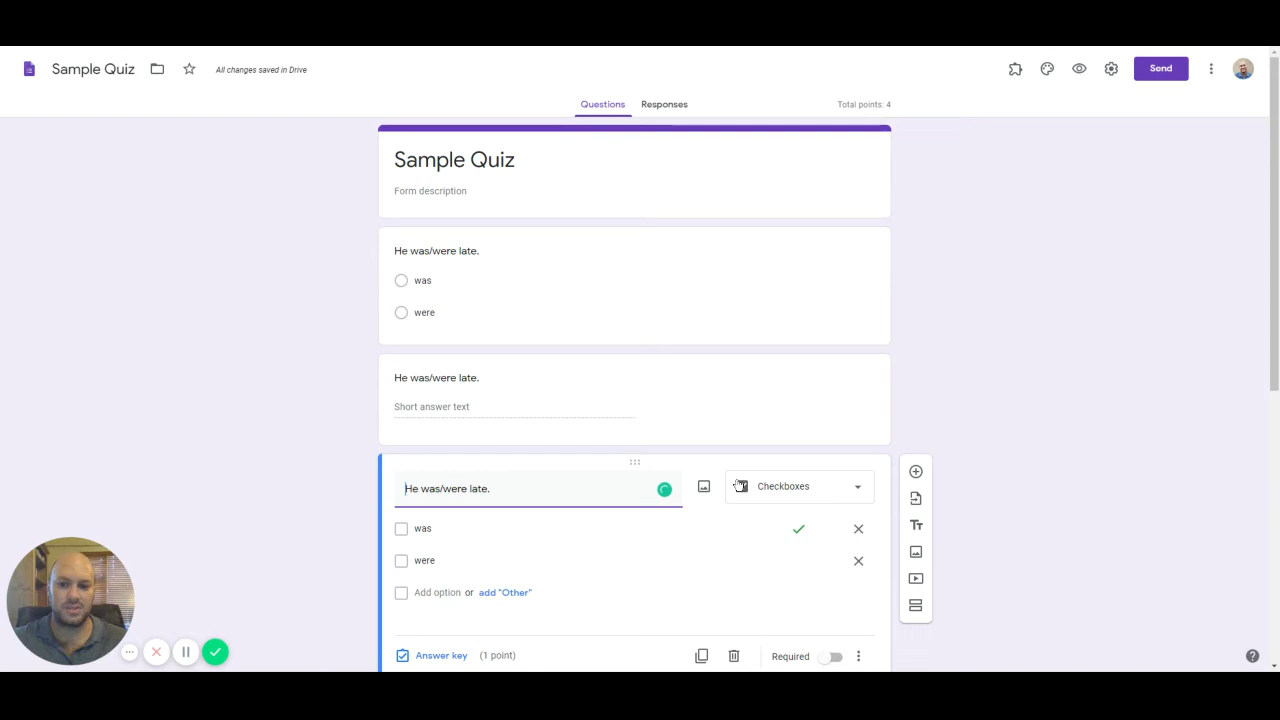 Sample Quiz
All changes saved in Drive
Send
Questions
Responses
Total points: 4
Sample Quiz
Form description
He was/were late.
was
were
He was/were late.
Short answer text
He was/were late.
Checkboxes
was
were
Add option or add "Other"
Answer key (1 point)
Required